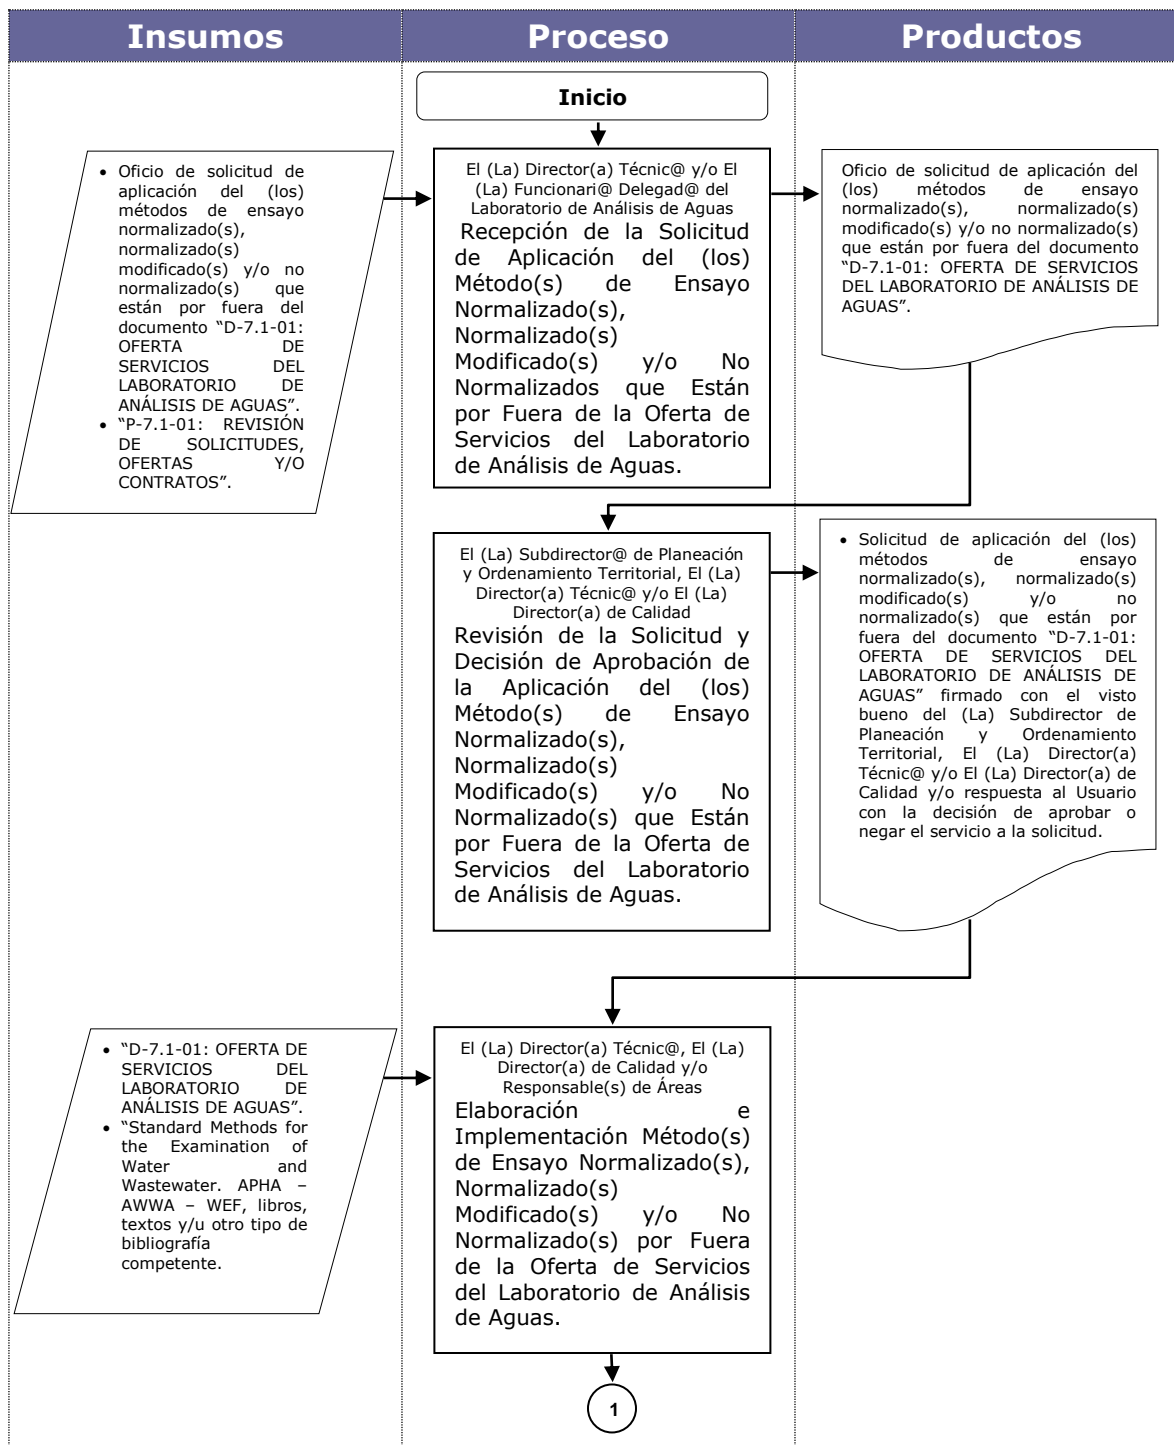 Insumos
Proceso
Productos
Inicio
• Oficio de solicitud de
aplicación del (los)
métodos de ensayo
normalizado(s),
normalizado(s)
modificado(s) y/o no
normalizado(s) que
están por fuera del
documento “D-7.1-01:
OFERTA DE
SERVICIOS DEL
LABORATORIO DE
ANÁLISIS DE AGUAS”.
• “P-7.1-01: REVISIÓN
DE SOLICITUDES,
OFERTAS Y/O
CONTRATOS”.
El (La) Director(a) Técnic@ y/o El
(La) Funcionari@ Delegad@ del
Laboratorio de Análisis de Aguas
Recepción de la Solicitud
de Aplicación del (los)
Método(s) de Ensayo
Normalizado(s),
Normalizado(s)
Modificado(s) y/o No
Normalizados que Están
por Fuera de la Oferta de
Servicios del Laboratorio
de Análisis de Aguas.
Oficio de solicitud de aplicación del
(los) métodos de ensayo
normalizado(s), normalizado(s)
modificado(s) y/o no normalizado(s)
que están por fuera del documento
“D-7.1-01: OFERTA DE SERVICIOS
DEL LABORATORIO DE ANÁLISIS DE
AGUAS”.
El (La) Subdirector@ de Planeación
y Ordenamiento Territorial, El (La)
Director(a) Técnic@ y/o El (La)
Director(a) de Calidad
Revisión de la Solicitud y
Decisión de Aprobación de
la Aplicación del (los)
Método(s) de Ensayo
Normalizado(s),
Normalizado(s)
Modificado(s) y/o No
Normalizado(s) que Están
por Fuera de la Oferta de
Servicios del Laboratorio
de Análisis de Aguas.
• Solicitud de aplicación del (los)
métodos de ensayo
normalizado(s), normalizado(s)
modificado(s) y/o no
normalizado(s) que están por
fuera del documento “D-7.1-01:
OFERTA DE SERVICIOS DEL
LABORATORIO DE ANÁLISIS DE
AGUAS” firmado con el visto
bueno del (La) Subdirector de
Planeación y Ordenamiento
Territorial, El (La) Director(a)
Técnic@ y/o El (La) Director(a) de
Calidad y/o respuesta al Usuario
con la decisión de aprobar o
negar el servicio a la solicitud.
• “D-7.1-01: OFERTA DE
SERVICIOS DEL
LABORATORIO DE
ANÁLISIS DE AGUAS”.
• “Standard Methods for
the Examination of
Water and
Wastewater. APHA –
AWWA – WEF, libros,
textos y/u otro tipo de
bibliografía
competente.
El (La) Director(a) Técnic@, El (La)
Director(a) de Calidad y/o
Responsable(s) de Áreas
Elaboración e
Implementación Método(s)
de Ensayo Normalizado(s),
Normalizado(s)
Modificado(s) y/o No
Normalizado(s) por Fuera
de la Oferta de Servicios
del Laboratorio de Análisis
de Aguas.
1